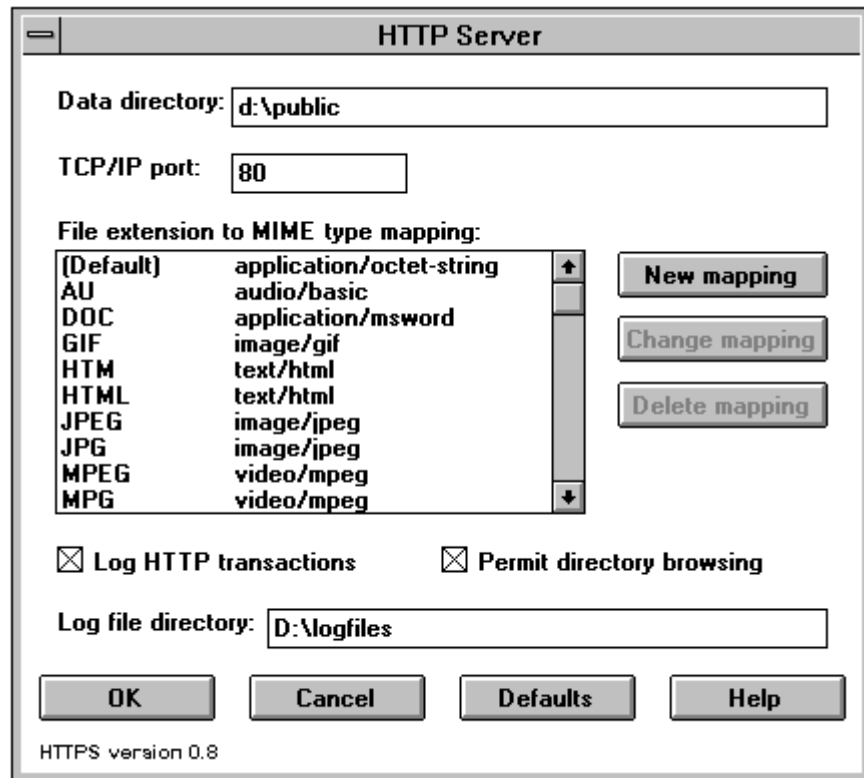 HTTP Server
Data directory: d:\public
TCP/IP port: 80
File extension to MIME type mapping:
(Default) application/octet-string
AU audio/basic
DOC application/msword
GIF image/gif
HTM text/html
HTML text/html
JPEG image/jpeg
JPG image/jpeg
MPEG video/mpeg
MPG video/mpeg
New mapping
Change mapping
Delete mapping
Log HTTP transactions Permit directory browsing
Log file directory: D:\logfiles
OK Cancel Defaults Help
HTTPS version 0.8